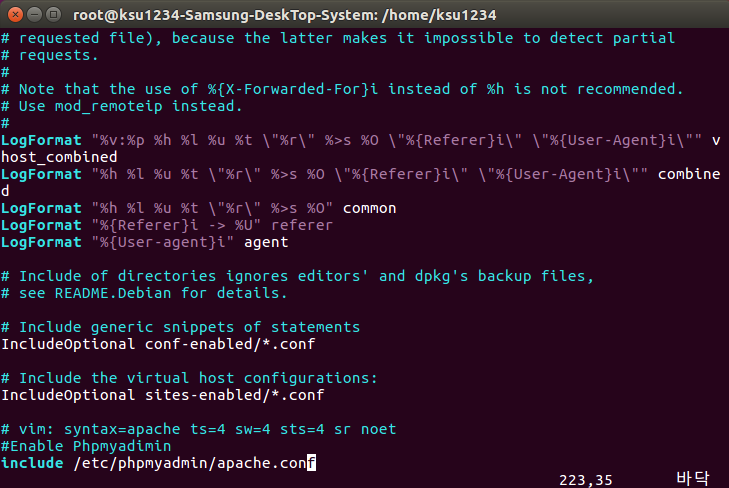 root@ksu1234-Samsung-DeskTop-System: /home/ksu1234
# requested file), because the latter makes it impossible to detect partial
# requests.
#
# Note that the use of %{X-Forwarded-For}i instead of %h is not recommended.
# Use mod_remoteip instead.
#
LogFormat "%v:%p %h %l %u %t \"%r\" %>s %O \"%{Referer}i\" \"%{User-Agent}i\"" v
host_combined
LogFormat "%h %l %u %t \"%r\" %>s %O \"%{Referer}i\" \"%{User-Agent}i\"" combine
d
LogFormat "%h %l %u %t \"%r\" %>s %O" common
LogFormat "%{Referer}i -> %U" referer
LogFormat "%{User-agent}i" agent
# Include of directories ignores editors' and dpkg's backup files,
# see README.Debian for details.
# Include generic snippets of statements
IncludeOptional conf-enabled/*.conf
# Include the virtual host configurations:
IncludeOptional sites-enabled/*.conf
# vim: syntax=apache ts=4 sw=4 sts=4 sr noet
#Enable Phpmyadimin
include /etc/phpmyadmin/apache.conf
223,35 바닥